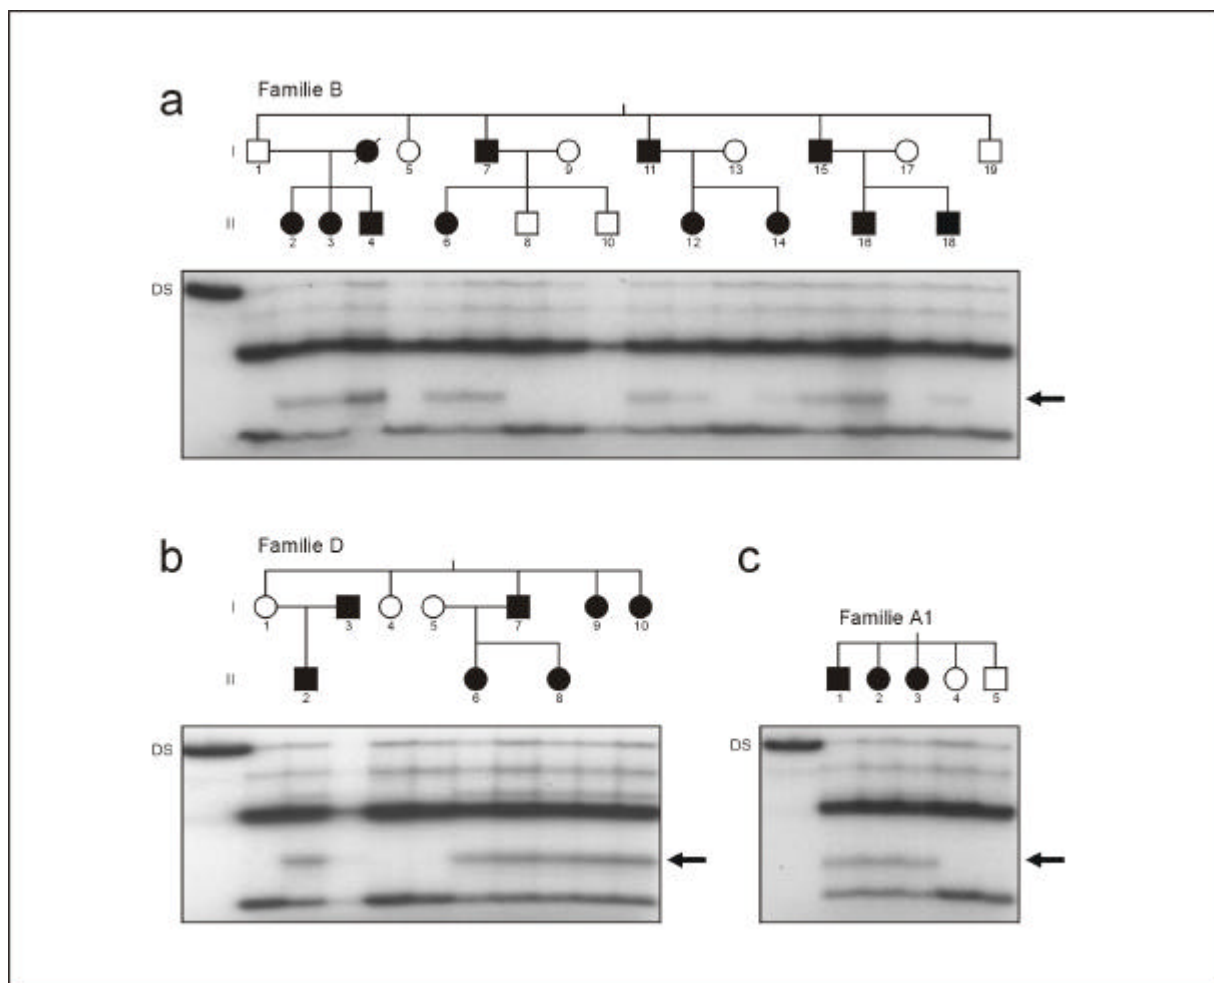 a
Familie B
I
1 5 7 9 11 13 15 17 19
II
2 3 4 6 8 10 12 14 16 18
DS
b
Familie D
I
1 3 4 5 7 9 10
II
2 6 8
DS
c
Familie A1
1 2 3 4 5
DS